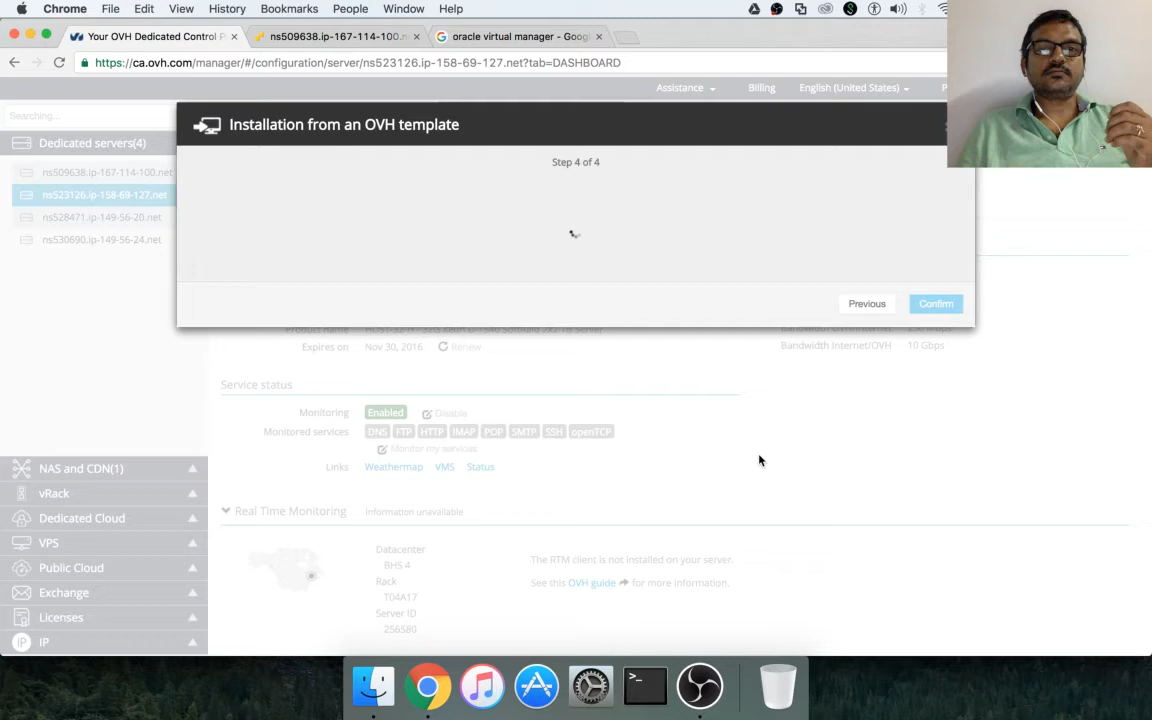 Chrome File Edit View History Bookmarks People Window Help
Your OVH Dedicated Control P
ns509638.ip-167-114-100.n
oracle virtual manager - Goog
https://ca.ovh.com/manager/#/configuration/server/ns523126.ip-158-69-127.net?tab=DASHBOARD
Assistance Billing English (United States)
Searching...
Installation from an OVH template
Dedicated servers(4)
Step 4 of 4
ns509638.ip-167-114-100.net
ns523126.ip-158-69-127.net
ns528471.ip-149-56-20.net
ns530690.ip-149-56-24.net
Previous Confirm
Product name
Expires on Nov 30, 2016 Renew
Bandwidth Internet/OVH 10 Gbps
Service status
Monitoring Enabled Disable
Monitored services DNS FTP HTTP IMAP POP SMTP SSH openTCP
Monitor my services
Links Weathermap VMS Status
NAS and CDN(1)
vRack
Dedicated Cloud
VPS
Public Cloud
Exchange
Licenses
IP IP
Real Time Monitoring Information unavailable
Datacenter
BHS 4
Rack
T04A17
Server ID
256580
The RTM client is not installed on your server.
See this OVH guide for more information.